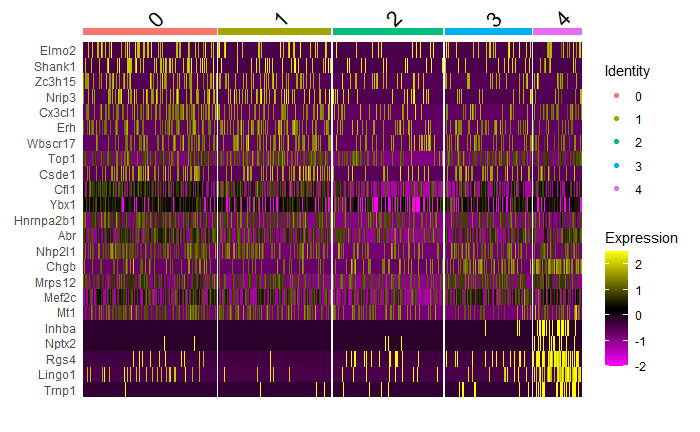 0 1 2 3 4
Elmo2
Shank1
Zc3h15
Nrip3
Cx3cl1
Erh
Wbscr17
Top1
Csde1
Cfl1
Ybx1
Hnrnpa2b1
Abr
Nhp2l1
Chgb
Mrps12
Mef2c
Mt1
Inhba
Nptx2
Rgs4
Lingo1
Trnp1
Identity
0
1
2
3
4
Expression
2
1
0
-1
-2